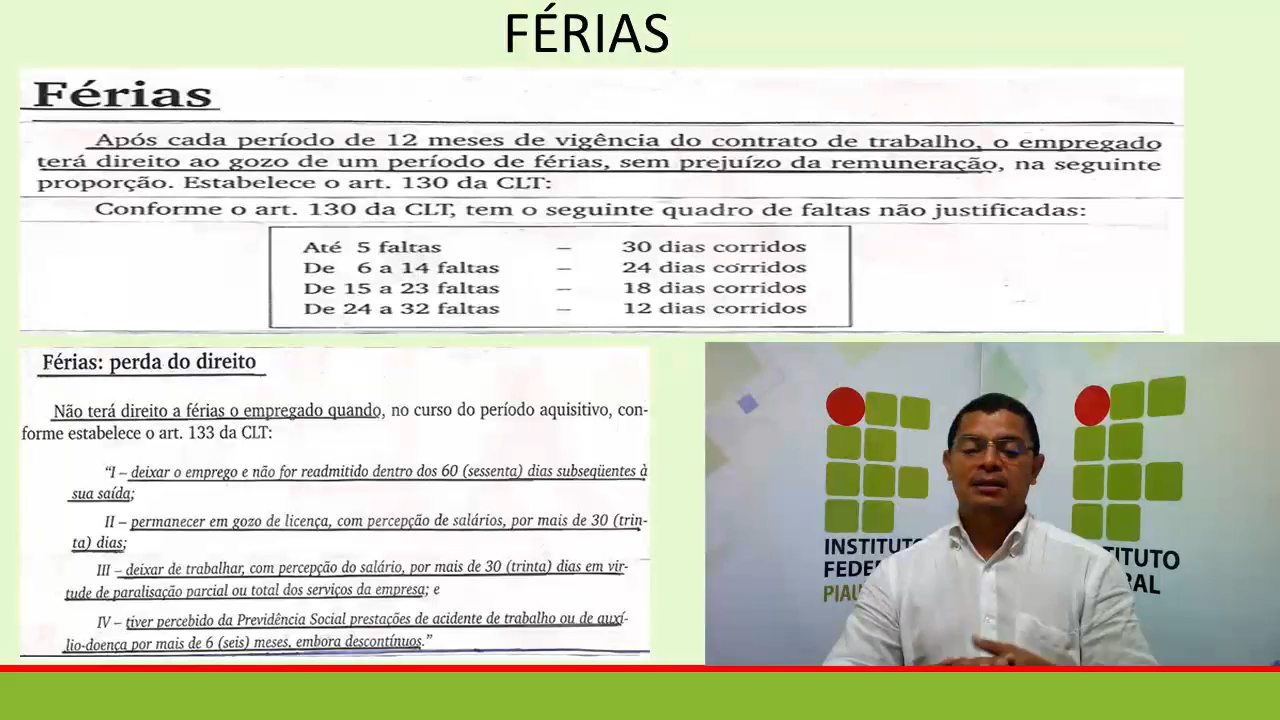 FÉRIAS
Férias
Após cada período de 12 meses de vigência do contrato de trabalho, o empregado
terá direito ao gozo de um período de férias, sem prejuízo da remuneração, na seguinte
proporção. Estabelece o art. 130 da CLT:
Conforme o art. 130 da CLT, tem o seguinte quadro de faltas não justificadas:
Até 5 faltas – 30 dias corridos
De 6 a 14 faltas – 24 dias corridos
De 15 a 23 faltas – 18 dias corridos
De 24 a 32 faltas – 12 dias corridos
Férias: perda do direito
Não terá direito a férias o empregado quando, no curso do período aquisitivo, con-
forme estabelece o art. 133 da CLT:
"I – deixar o emprego e não for readmitido dentro dos 60 (sessenta) dias subseqüentes à
sua saída;
II – permanecer em gozo de licença, com percepção de salários, por mais de 30 (trin-
ta) dias;
III – deixar de trabalhar, com percepção do salário, por mais de 30 (trinta) dias em vir-
tude de paralisação parcial ou total dos serviços da empresa; e
IV – tiver percebido da Previdência Social prestações de acidente de trabalho ou de auxí-
lio-doença por mais de 6 (seis) meses, embora descontínuos."
INSTITUTO
FEDE
PIAU
TITUTO
RAL